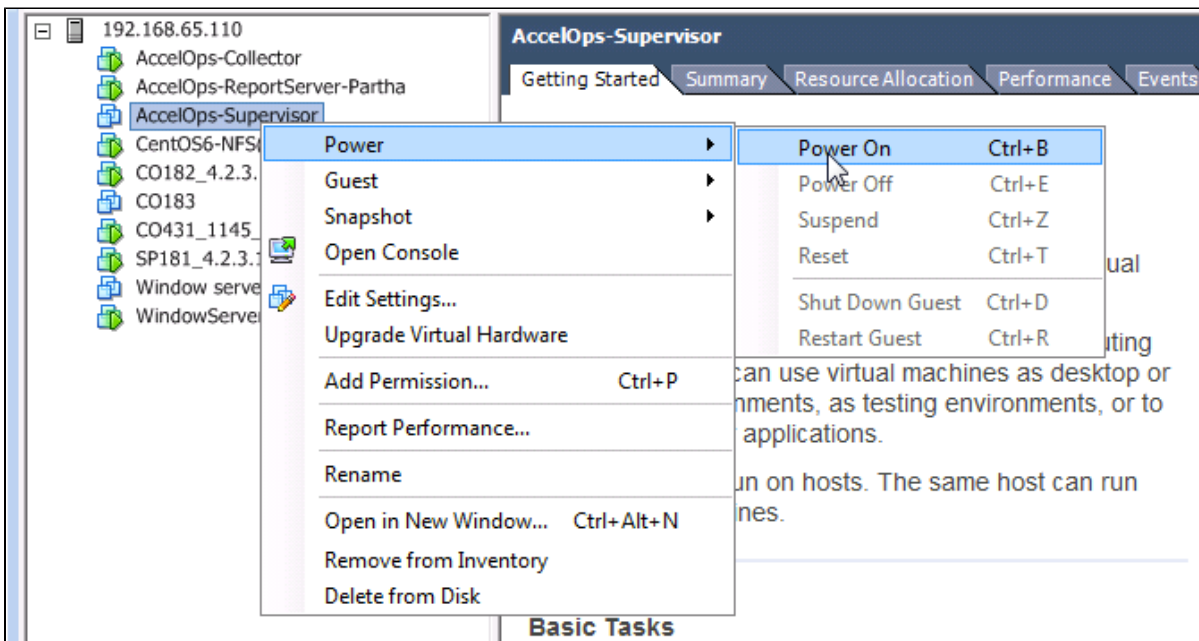 192.168.65.110
AccelOps-Collector
AccelOps-ReportServer-Partha
AccelOps-Supervisor
CentOS6-NFS(
CO182_4.2.3.
CO183
CO431_1145_
SP181_4.2.3.1
Window serve
WindowServer
Power
Guest
Snapshot
Open Console
Edit Settings...
Upgrade Virtual Hardware
Add Permission... Ctrl+P
Report Performance...
Rename
Open in New Window... Ctrl+Alt+N
Remove from Inventory
Delete from Disk
Power On Ctrl+B
Power Off Ctrl+E
Suspend Ctrl+Z
Reset Ctrl+T
Shut Down Guest Ctrl+D
Restart Guest Ctrl+R
AccelOps-Supervisor
Getting Started Summary Resource Allocation Performance Events
ual
uting
can use virtual machines as desktop or
nments, as testing environments, or to
applications.
un on hosts. The same host can run
ines.
Basic Tasks